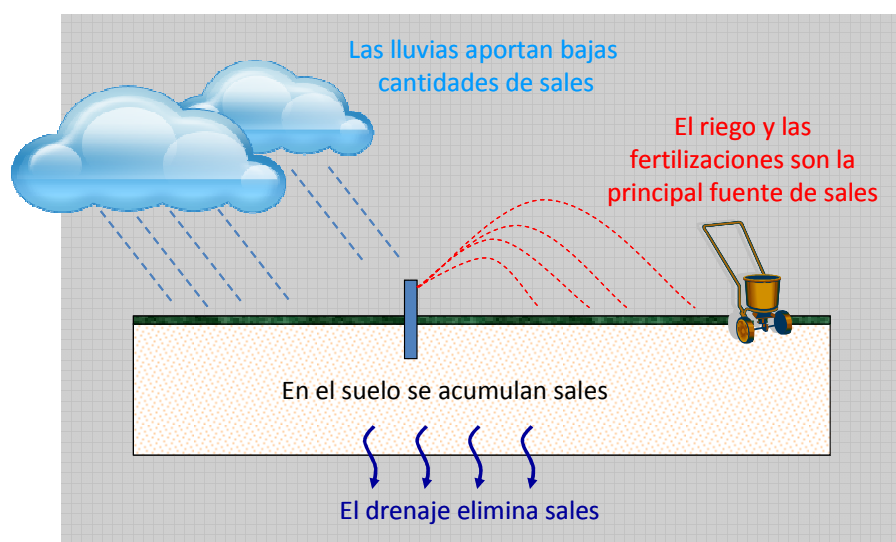 Las lluvias aportan bajas
cantidades de sales
El riego y las
fertilizaciones son la
principal fuente de sales
En el suelo se acumulan sales
El drenaje elimina sales